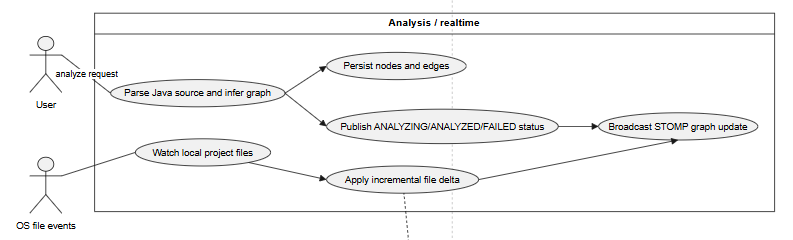 Analysis / realtime
Persist nodes and edges
analyze request
Parse Java source and infer graph
User
Publish ANALYZING/ANALYZED/FAILED status
Broadcast STOMP graph update
Watch local project files
Apply incremental file delta
OS file events